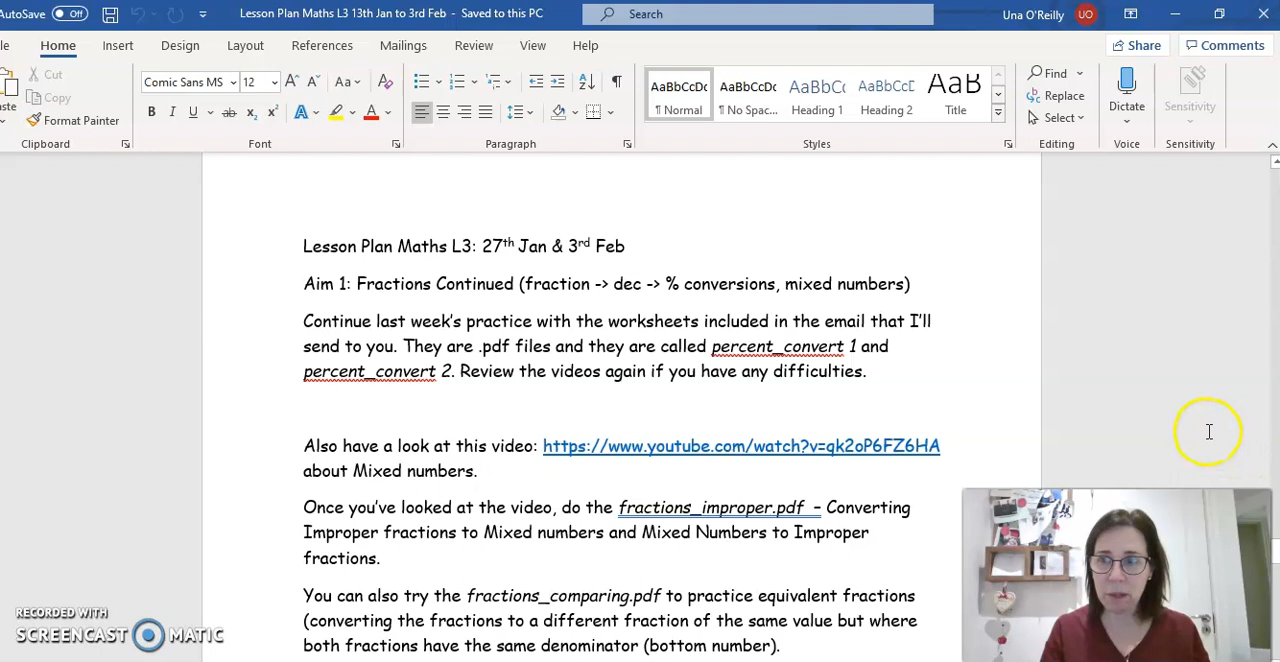 AutoSave Off Lesson Plan Maths L3 13th Jan to 3rd Feb - Saved to this PC Search Una O'Reilly UO
le Home Insert Design Layout References Mailings Review View Help Share Comments
Cut
Copy
aste Format Painter
Comic Sans MS 12 Aa
B I U ab x₂ x² A A
AaBbCcDc AaBbCcDc AaBbCc AaBbCcD AaB
¶ Normal ¶ No Spac... Heading 1 Heading 2 Title
Find
Replace
Select
Dictate
Sensitivity
Clipboard Font Paragraph Styles Editing Voice Sensitivity
Lesson Plan Maths L3: 27th Jan & 3rd Feb
Aim 1: Fractions Continued (fraction -> dec -> % conversions, mixed numbers)
Continue last week's practice with the worksheets included in the email that I'll
send to you. They are .pdf files and they are called percent_convert 1 and
percent_convert 2. Review the videos again if you have any difficulties.
Also have a look at this video: https://www.youtube.com/watch?v=qk2oP6FZ6HA
about Mixed numbers.
Once you've looked at the video, do the fractions_improper.pdf – Converting
Improper fractions to Mixed numbers and Mixed Numbers to Improper
fractions.
You can also try the fractions_comparing.pdf to practice equivalent fractions
(converting the fractions to a different fraction of the same value but where
both fractions have the same denominator (bottom number).
RECORDED WITH
SCREENCAST MATIC